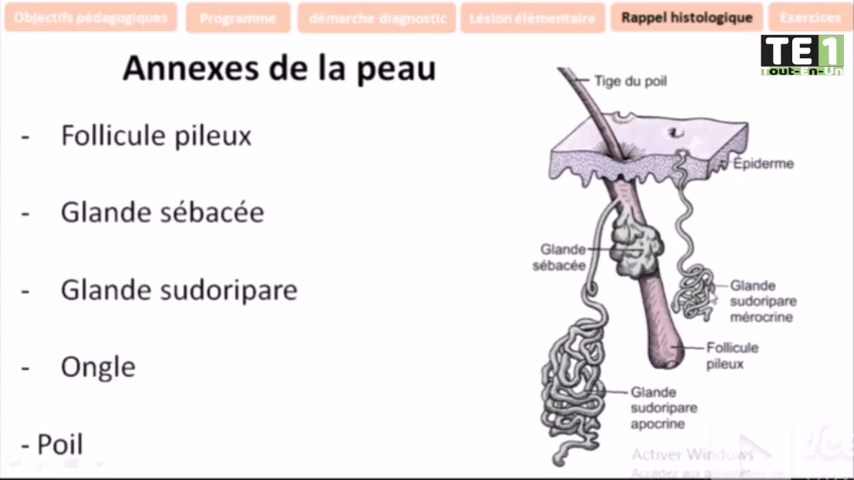 Objectifs pédagogiques Programme démarche diagnostic Lésion élémentaire Rappel histologique Exercices
TE1
Tout-En-Un
Annexes de la peau
- Follicule pileux
- Glande sébacée
- Glande sudoripare
- Ongle
- Poil
Tige du poil
Épiderme
Glande
sébacée
Glande
sudoripare
mérocrine
Follicule
pileux
Glande
sudoripare
apocrine
Activer Windows